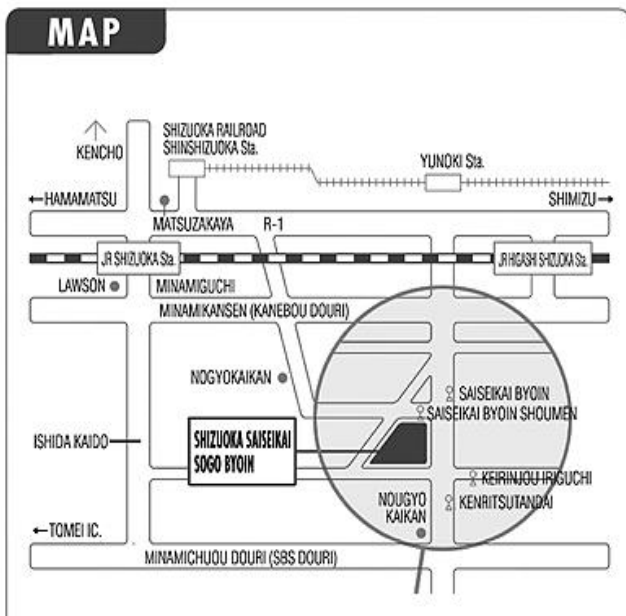 MAP
KENCHO
SHIZUOKA RAILROAD
SHINSHIZUOKA Sta.
YUNOKI Sta.
←HAMAMATSU
SHIMIZU→
MATSUZAKAYA
R-1
JR SHIZUOKA Sta.
JR HIGASHI SHIZUOKA Sta.
LAWSON
MINAMIGUCHI
MINAMIKANSEN (KANEBOU DOURI)
NOGYOKAIKAN
SAISEIKAI BYOIN
SAISEIKAI BYOIN SHOUMEN
ISHIDA KAIDO
SHIZUOKA SAISEIKAI
SOGO BYOIN
KEIRINJOU IRIGUCHI
NOUGYO
KAIKAN
KENRITSUTANDAI
←TOMEI IC.
MINAMICHUOU DOURI (SBS DOURI)